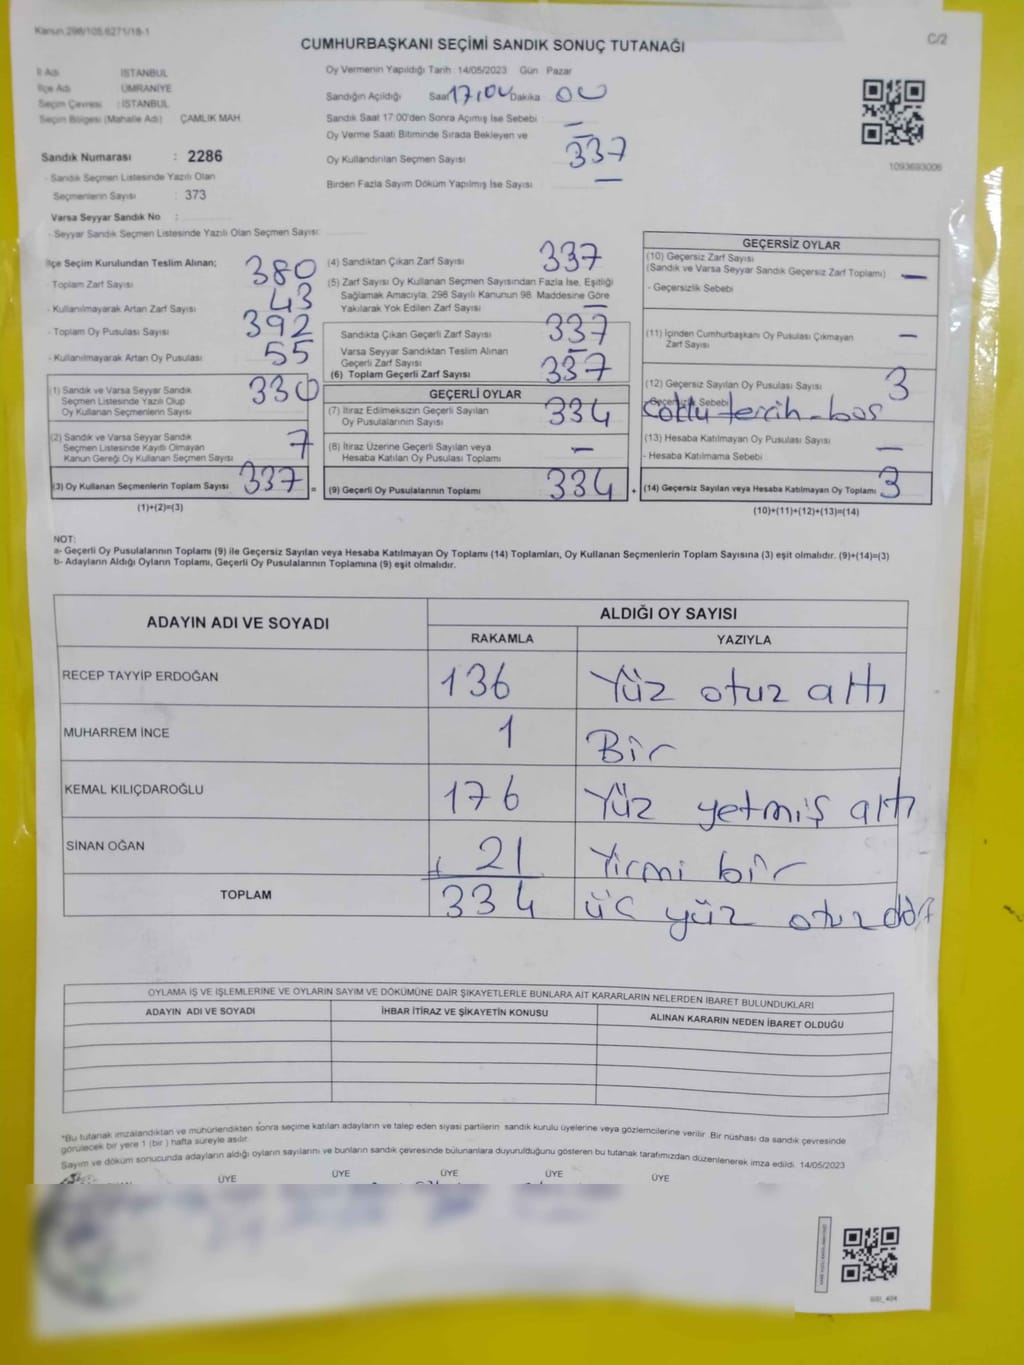 Kanun.298/105.6271/18-1
C/2
CUMHURBAŞKANI SEÇİMİ SANDIK SONUÇ TUTANAĞI
İl Adı İSTANBUL
İlçe Adı ÜMRANİYE
Seçim Çevresi : İSTANBUL
Seçim Bölgesi (Mahalle Adı) ÇAMLIK MAH.
Sandık Numarası : 2286
- Sandık Seçmen Listesinde Yazılı Olan
Seçmenlerin Sayısı : 373
Varsa Seyyar Sandık No :
- Seyyar Sandık Seçmen Listesinde Yazılı Olan Seçmen Sayısı:
Oy Vermenin Yapıldığı Tarih :14/05/2023 Gün Pazar
Sandığın Açıldığı Saat 17,00 Dakika 00
Sandık Saat 17:00'den Sonra Açılmış İse Sebebi —
Oy Verme Saati Bitiminde Sırada Bekleyen ve
Oy Kullandırılan Seçmen Sayısı 337
Birden Fazla Sayım Döküm Yapılmış İse Sayısı —
1093693006
İlçe Seçim Kurulundan Teslim Alınan;
- Toplam Zarf Sayısı 380
- Kullanılmayarak Artan Zarf Sayısı 43
- Toplam Oy Pusulası Sayısı 392
- Kullanılmayarak Artan Oy Pusulası 55
(1) Sandık ve Varsa Seyyar Sandık
Seçmen Listesinde Yazılı Olup
Oy Kullanan Seçmenlerin Sayısı 330
(2) Sandık ve Varsa Seyyar Sandık
Seçmen Listesinde Kayıtlı Olmayan
Kanun Gereği Oy Kullanan Seçmen Sayısı 7
(3) Oy Kullanan Seçmenlerin Toplam Sayısı 337 =
(1)+(2)=(3)
(4) Sandıktan Çıkan Zarf Sayısı 337
(5) Zarf Sayısı Oy Kullanan Seçmen Sayısından Fazla İse, Eşitliği
Sağlamak Amacıyla, 298 Sayılı Kanunun 98. Maddesine Göre
Yakılarak Yok Edilen Zarf Sayısı —
Sandıkta Çıkan Geçerli Zarf Sayısı 337
Varsa Seyyar Sandıktan Teslim Alınan
Geçerli Zarf Sayısı —
(6) Toplam Geçerli Zarf Sayısı 337
GEÇERLİ OYLAR
(7) İtiraz Edilmeksizin Geçerli Sayılan
Oy Pusulalarının Sayısı 334
(8) İtiraz Üzerine Geçerli Sayılan veya
Hesaba Katılan Oy Pusulası Toplamı —
(9) Geçerli Oy Pusulalarının Toplamı 334 +
GEÇERSİZ OYLAR
(10) Geçersiz Zarf Sayısı
(Sandık ve Varsa Seyyar Sandık Geçersiz Zarf Toplamı) —
- Geçersizlik Sebebi
(11) İçinden Cumhurbaşkanı Oy Pusulası Çıkmayan
Zarf Sayısı —
(12) Geçersiz Sayılan Oy Pusulası Sayısı 3
- Geçersizlik Sebebi
Çoklu tercih - boş
(13) Hesaba Katılmayan Oy Pusulası Sayısı —
- Hesaba Katılmama Sebebi
(14) Geçersiz Sayılan veya Hesaba Katılmayan Oy Toplamı 3
(10)+(11)+(12)+(13)=(14)
NOT:
a- Geçerli Oy Pusulalarının Toplamı (9) ile Geçersiz Sayılan veya Hesaba Katılmayan Oy Toplamı (14) Toplamları, Oy Kullanan Seçmenlerin Toplam Sayısına (3) eşit olmalıdır. (9)+(14)=(3)
b- Adayların Aldığı Oyların Toplamı, Geçerli Oy Pusulalarının Toplamına (9) eşit olmalıdır.
ADAYIN ADI VE SOYADI ALDIĞI OY SAYISI
RAKAMLA YAZIYLA
RECEP TAYYİP ERDOĞAN 136 Yüz otuz altı
MUHARREM İNCE 1 Bir
KEMAL KILIÇDAROĞLU 176 Yüz yetmiş altı
SİNAN OĞAN + 21 Yirmi bir
TOPLAM 334 üç yüz otuz dört
OYLAMA İŞ VE İŞLEMLERİNE VE OYLARIN SAYIM VE DÖKÜMÜNE DAİR ŞİKAYETLERLE BUNLARA AİT KARARLARIN NELERDEN İBARET BULUNDUKLARI
ADAYIN ADI VE SOYADI İHBAR İTİRAZ VE ŞİKAYETİN KONUSU ALINAN KARARIN NEDEN İBARET OLDUĞU
*Bu tutanak imzalandıktan ve mühürlendikten sonra seçime katılan adayların ve talep eden siyasi partilerin sandık kurulu üyelerine veya gözlemcilerine verilir. Bir nüshası da sandık çevresinde
görülecek bir yere 1 (bir) hafta süreyle asılır.
Sayım ve döküm sonucunda adayların aldığı oyların sayılarını ve bunların sandık çevresinde bulunanlara duyurulduğunu gösteren bu tutanak tarafımızdan düzenlenerek imza edildi. 14/05/2023
ÜYE ÜYE ÜYE ÜYE ÜYE